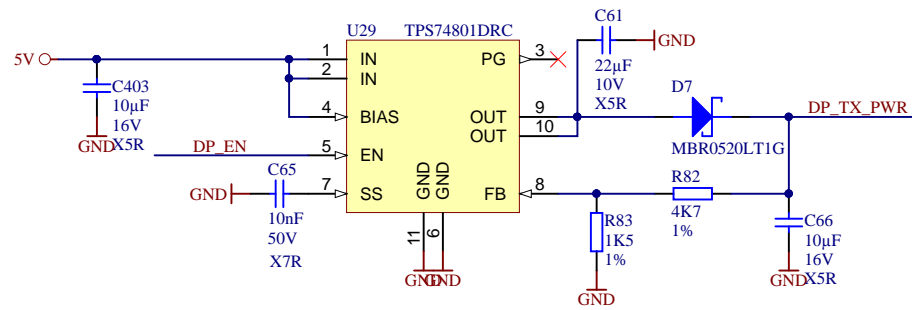 C61
U29 TPS74801DRC
1
3
GND
5V
IN
PG
2
IN
22µF
10V
X5R
C403
10µF
16V
X5R
GND
D7
4
BIAS
OUT
9
DP_TX_PWR
OUT
10
MBR0520LT1G
DP_EN
5
EN
C65
GND
GND
R82
GND
7
SS
FB
8
10nF
50V
X7R
4K7
1%
R83
1K5
1%
C66
10µF
16V
X5R
11
6
GND
GND
GND
GND